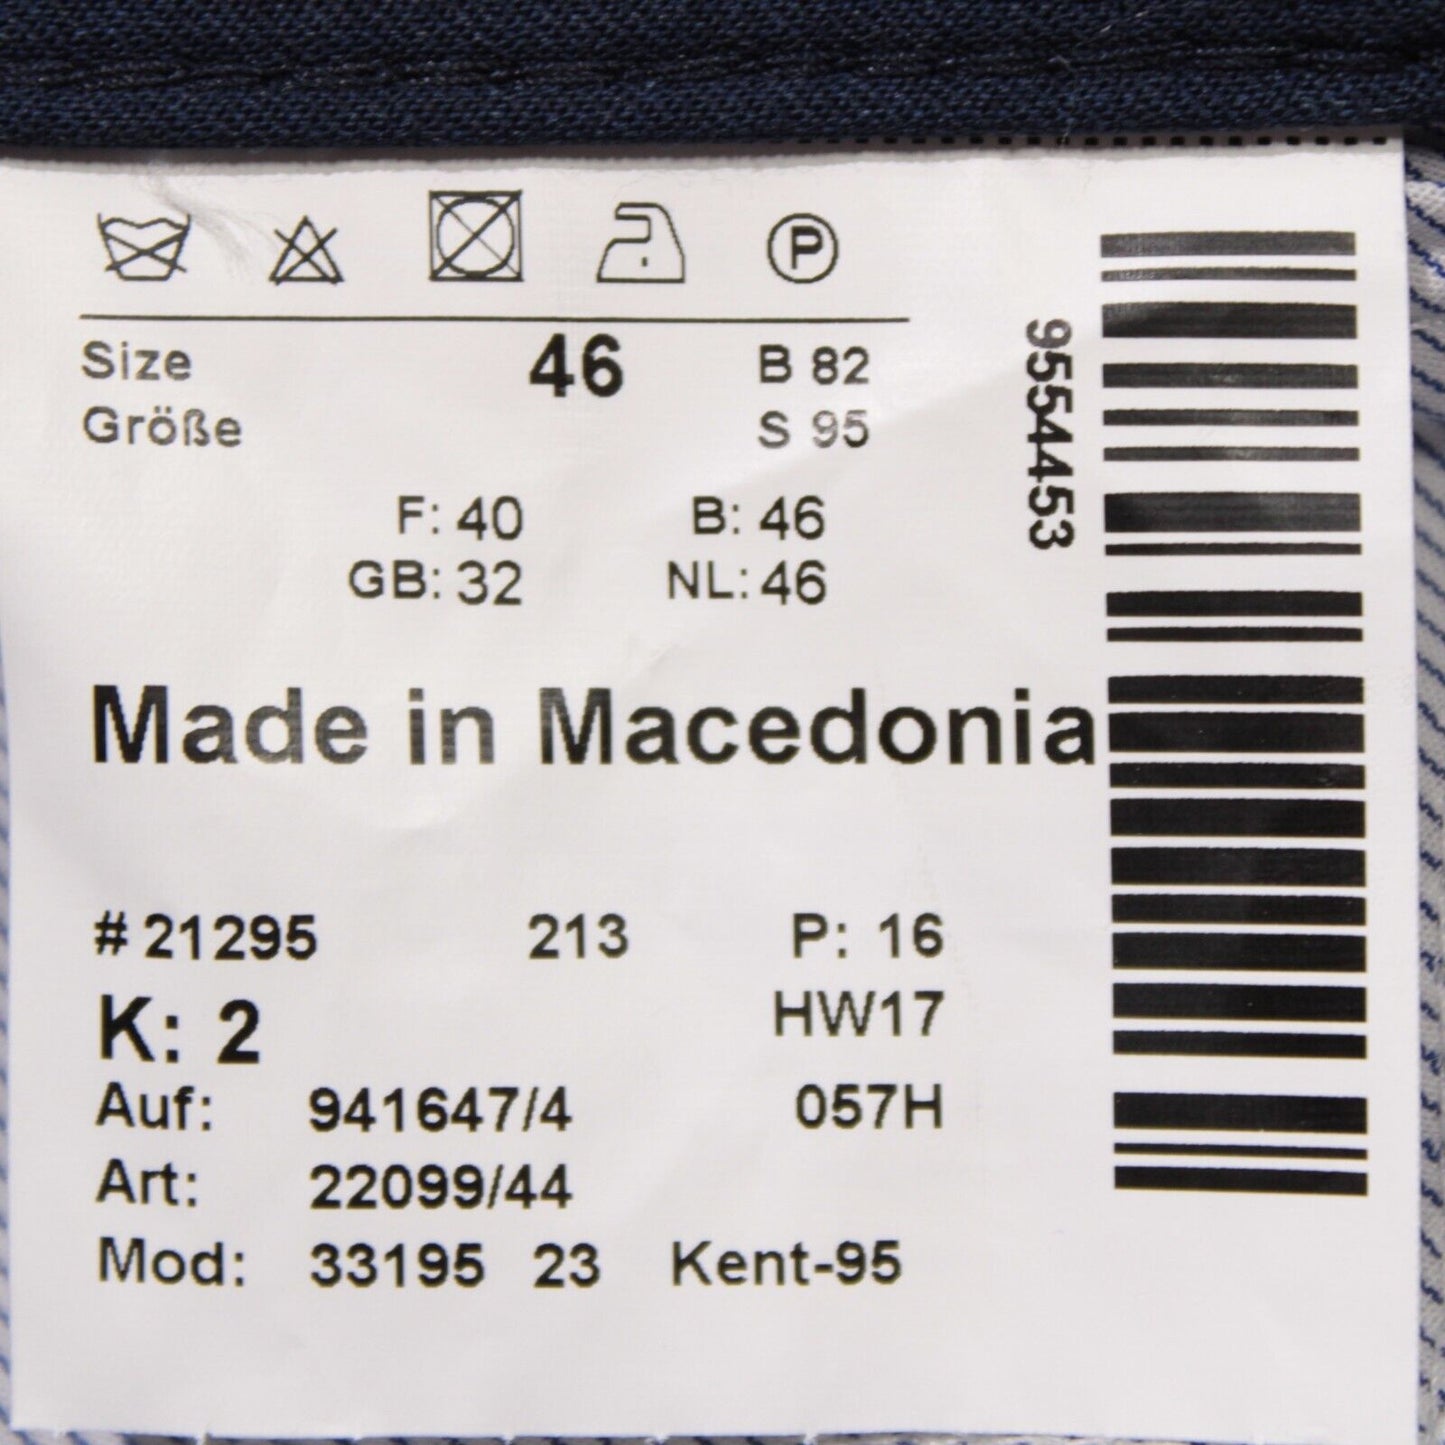 P
Size 46 B 82
Größe S 95
F: 40 B: 46
GB: 32 NL: 46
Made in Macedonia
# 21295 213 P: 16
K: 2 HW17
Auf: 941647/4 057H
Art: 22099/44
Mod: 33195 23 Kent-95
9554453